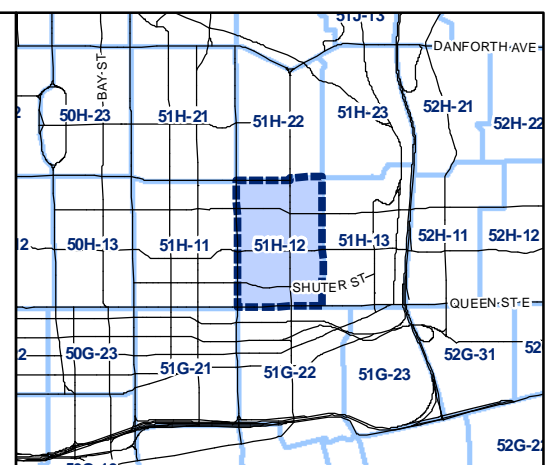 51J-13
DANFORTH AVE
BAY ST
50H-23
51H-21
51H-22
51H-23
52H-21
52H-22
50H-13
51H-11
51H-12
51H-13
52H-11
52H-12
SHUTER ST
QUEEN ST E
50G-23
51G-21
51G-22
51G-23
52G-31